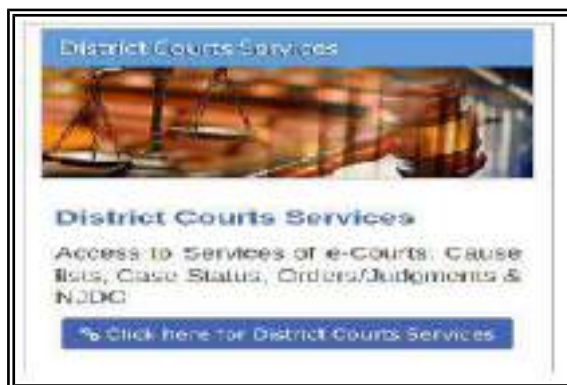 District Courts Services
District Courts Services
Access to Services of e-Courts. Cause
lists, Case Status, Orders/Judgments &
NJDG
Click here for District Courts Services